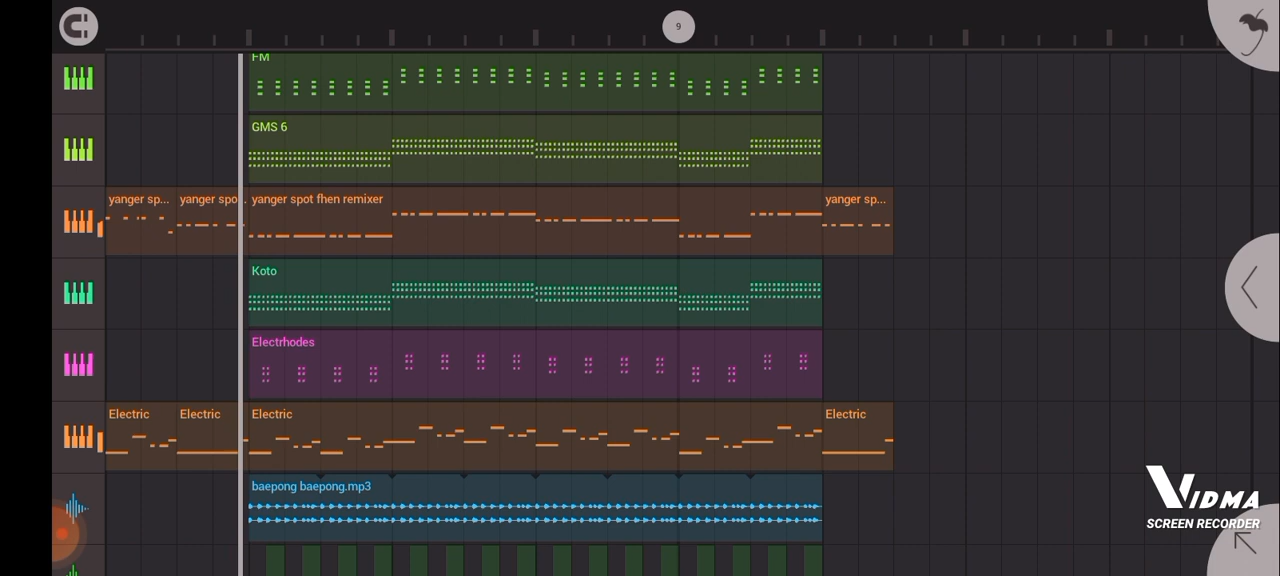 9
FM
GMS 6
yanger sp...
yanger spo...
yanger spot fhen remixer
yanger sp...
Koto
Electrhodes
Electric
Electric
Electric
Electric
baepong baepong.mp3
VIDMA
SCREEN RECORDER